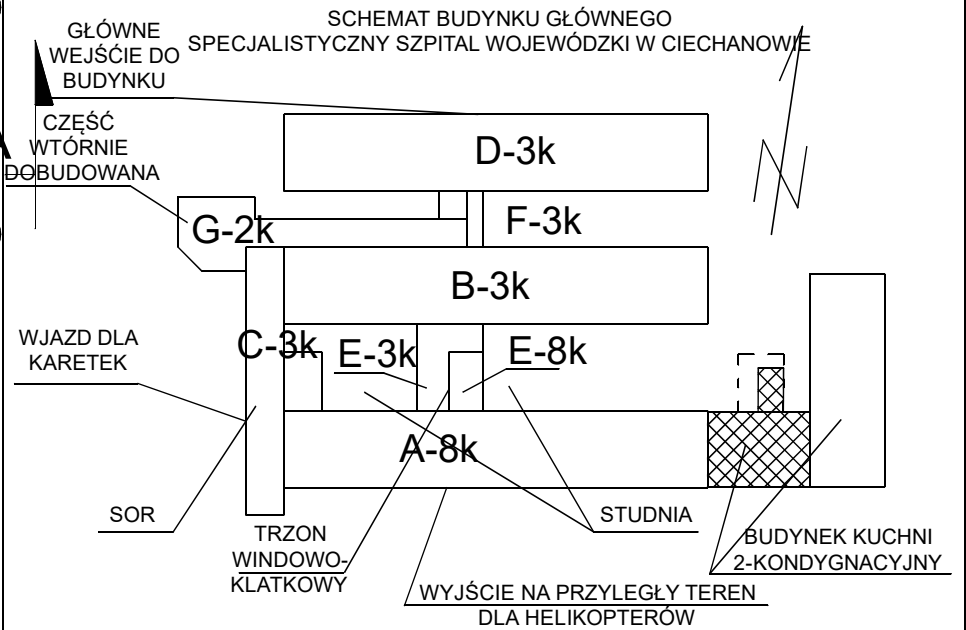 SCHEMAT BUDYNKU GŁÓWNEGO
SPECJALISTYCZNY SZPITAL WOJEWÓDZKI W CIECHANOWIE
GŁÓWNE
WEJŚĆIE DO
BUDYNKU
CZĘŚĆ
WTÓRNIE
DOBUDOWANA
D-3k
G-2k
F-3k
B-3k
WJAZD DLA
KARETEK
C-3k
E-3k
E-8k
A-8k
SOR
TRZON
WINDOWO-
KLATKOWY
STUDNIA
BUDYNEK KUCHNI
2-KONDYGNACYJNY
WYJŚCIE NA PRZYLEGŁY TEREN
DLA HELIKOPTERÓW